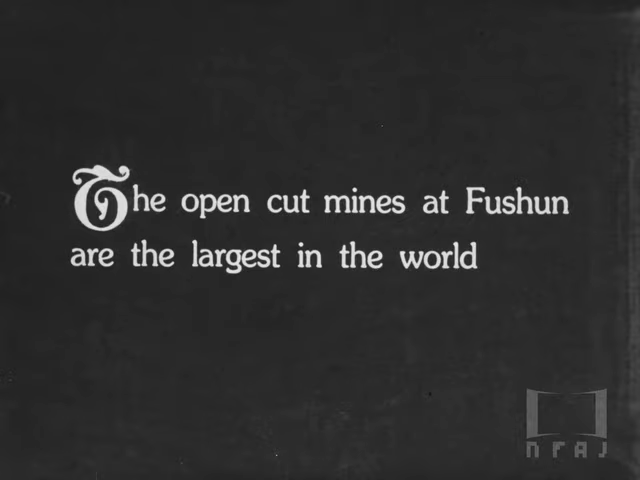 The open cut mines at Fushun
are the largest in the world
NFAJ